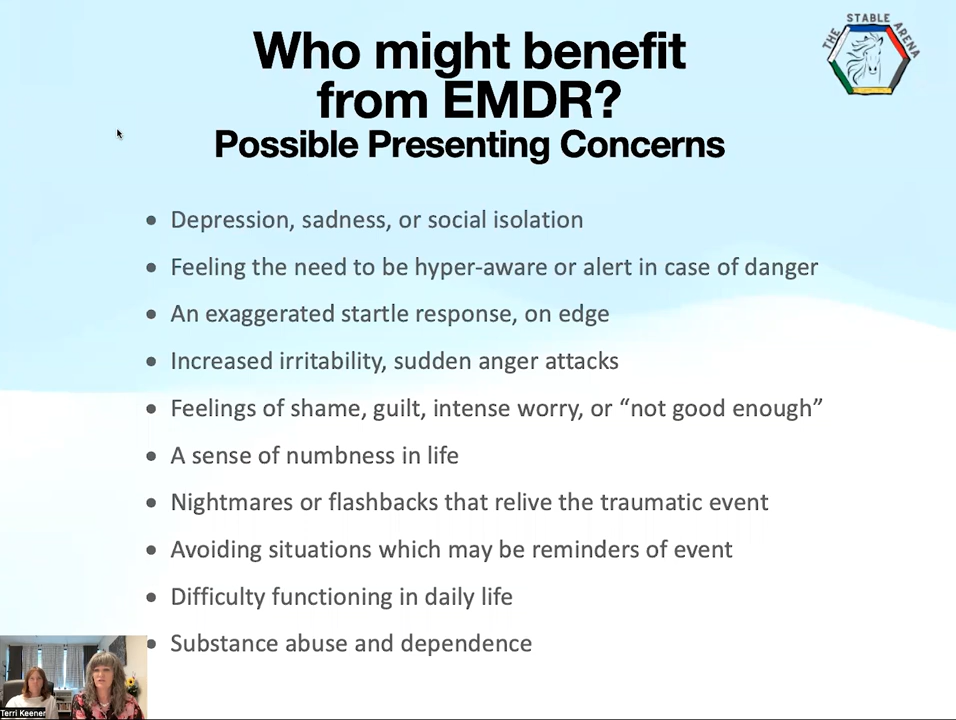 THE STABLE ARENA
Who might benefit
from EMDR?
Possible Presenting Concerns
• Depression, sadness, or social isolation
• Feeling the need to be hyper-aware or alert in case of danger
• An exaggerated startle response, on edge
• Increased irritability, sudden anger attacks
• Feelings of shame, guilt, intense worry, or “not good enough”
• A sense of numbness in life
• Nightmares or flashbacks that relive the traumatic event
• Avoiding situations which may be reminders of event
• Difficulty functioning in daily life
• Substance abuse and dependence
Terri Keener